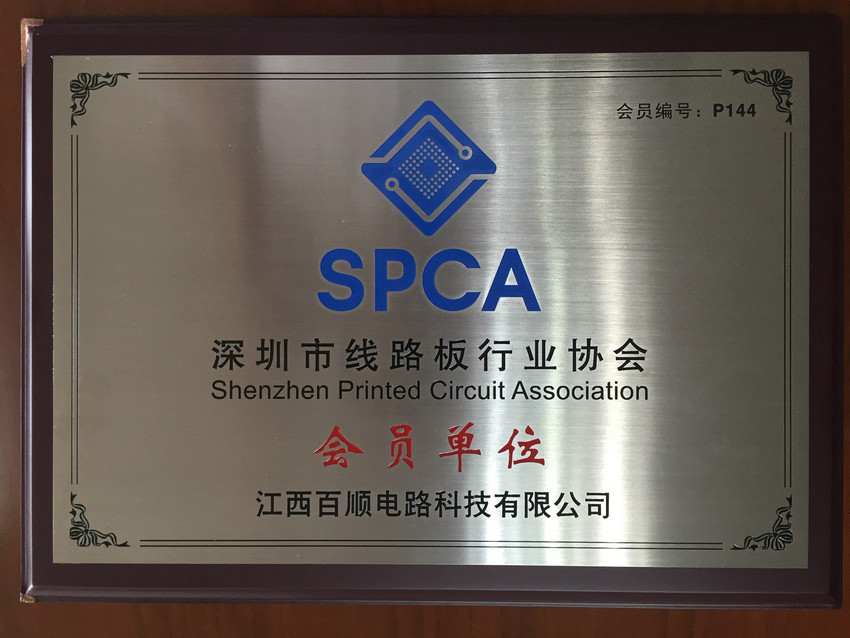 会员编号：P144
SPCA
深圳市线路板行业协会
Shenzhen Printed Circuit Association
会员单位
江西百顺电路科技有限公司